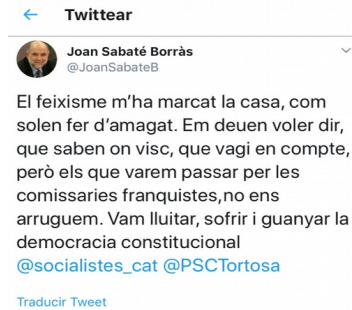 Twittear
Joan Sabaté Borràs
@JoanSabateB
El feixisme m'ha marcat la casa, com
solen fer d'amagat. Em deuen voler dir,
que saben on visc, que vagi en compte,
però els que varem passar per les
comissaries franquistes,no ens
arruguem. Vam lluitar, sofrir i guanyar la
democracia constitucional
@socialistes_cat @PSCTortosa
Traducir Tweet